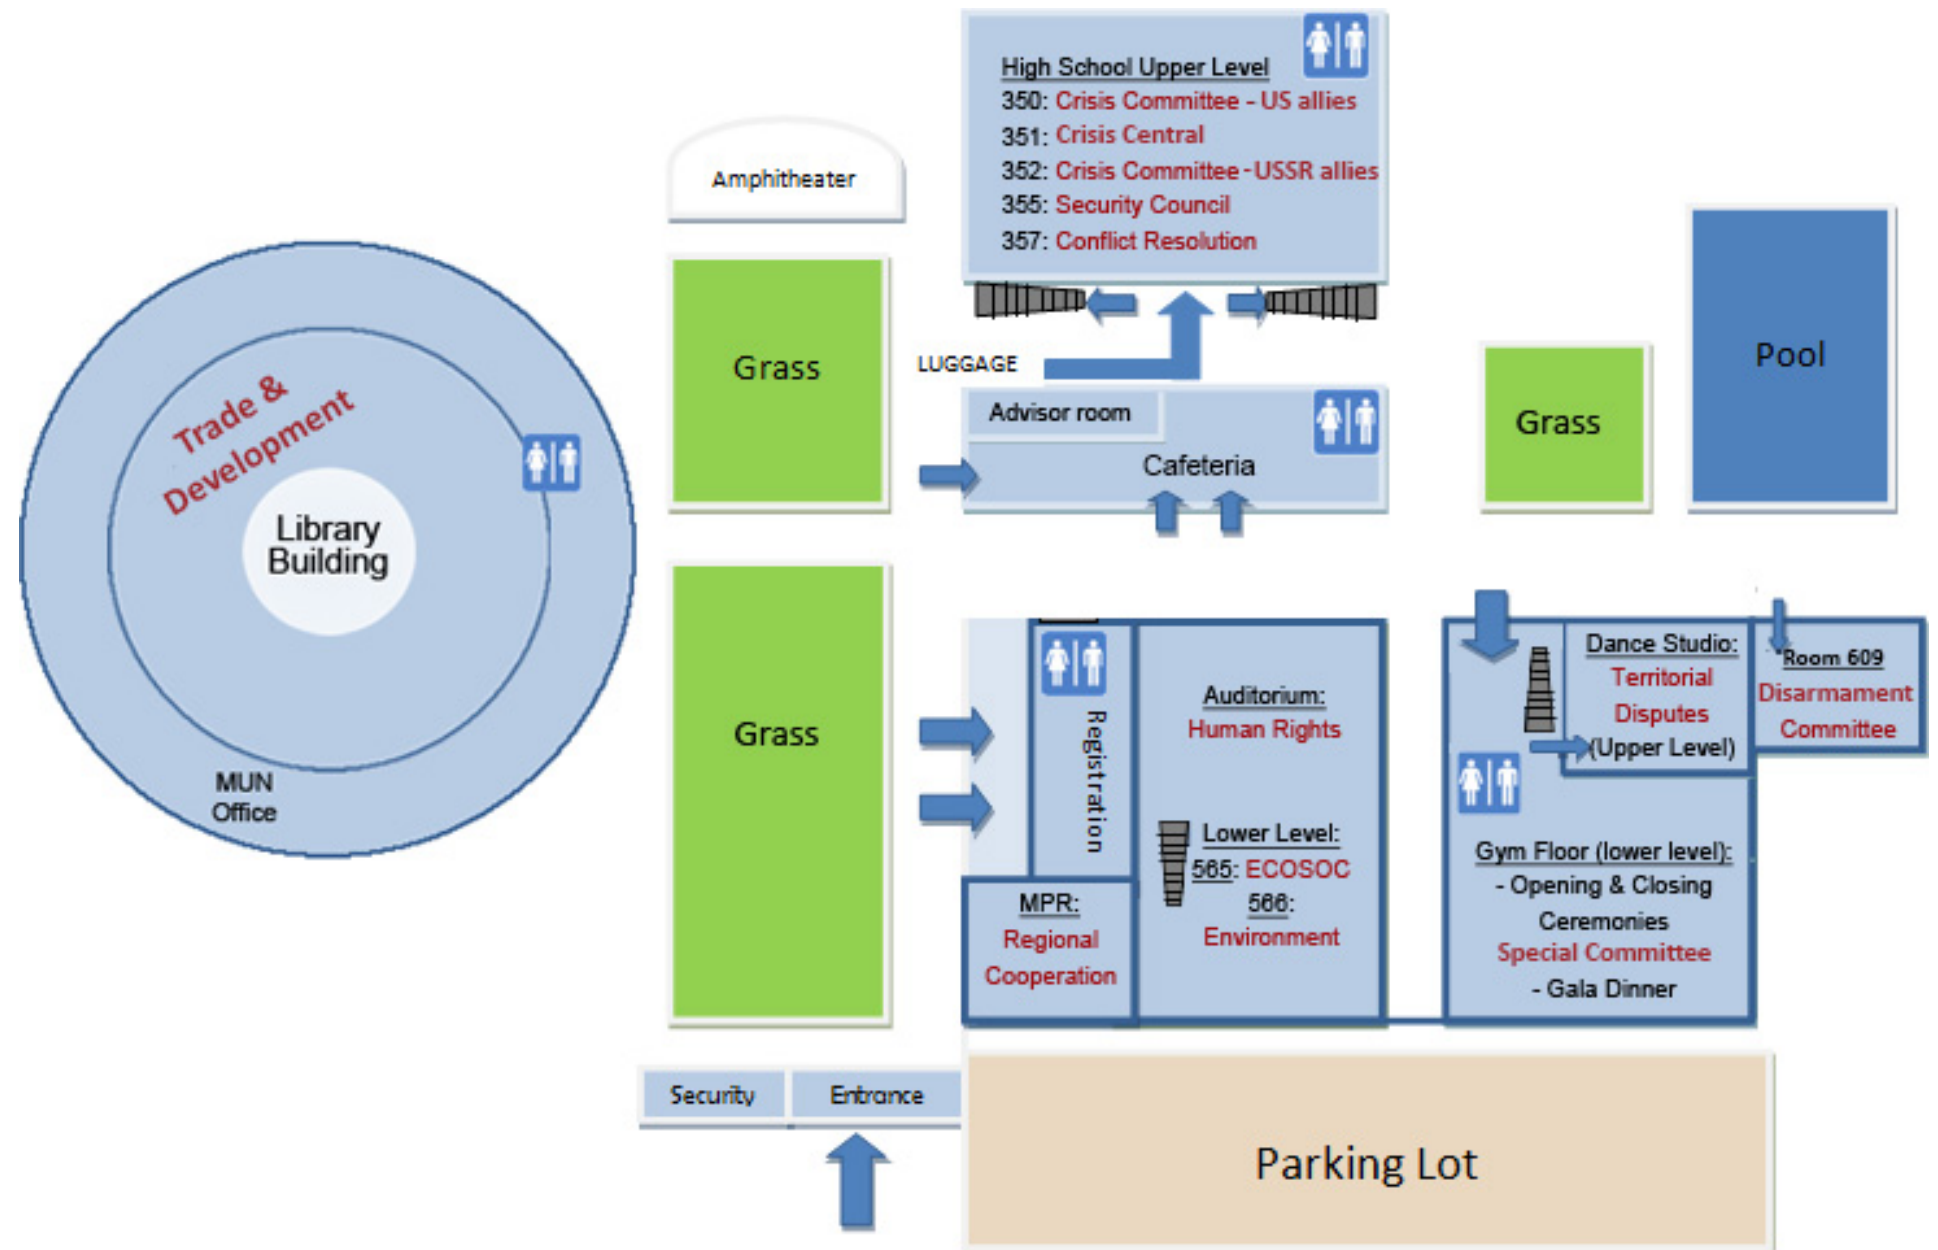 High School Upper Level
350: Crisis Committee - US allies
351: Crisis Central
352: Crisis Committee - USSR allies
355: Security Council
357: Conflict Resolution
Amphitheater
Grass
LUGGAGE
Advisor room
Cafeteria
Grass
Pool
Trade &
Development
Library
Building
MUN
Office
Grass
Registration
Auditorium:
Human Rights
Lower Level:
565: ECOSOC
566:
Environment
MPR:
Regional
Cooperation
Dance Studio:
Territorial
Disputes
(Upper Level)
Room 609
Disarmament
Committee
Gym Floor (lower level):
- Opening & Closing
Ceremonies
Special Committee
- Gala Dinner
Security
Entrance
Parking Lot